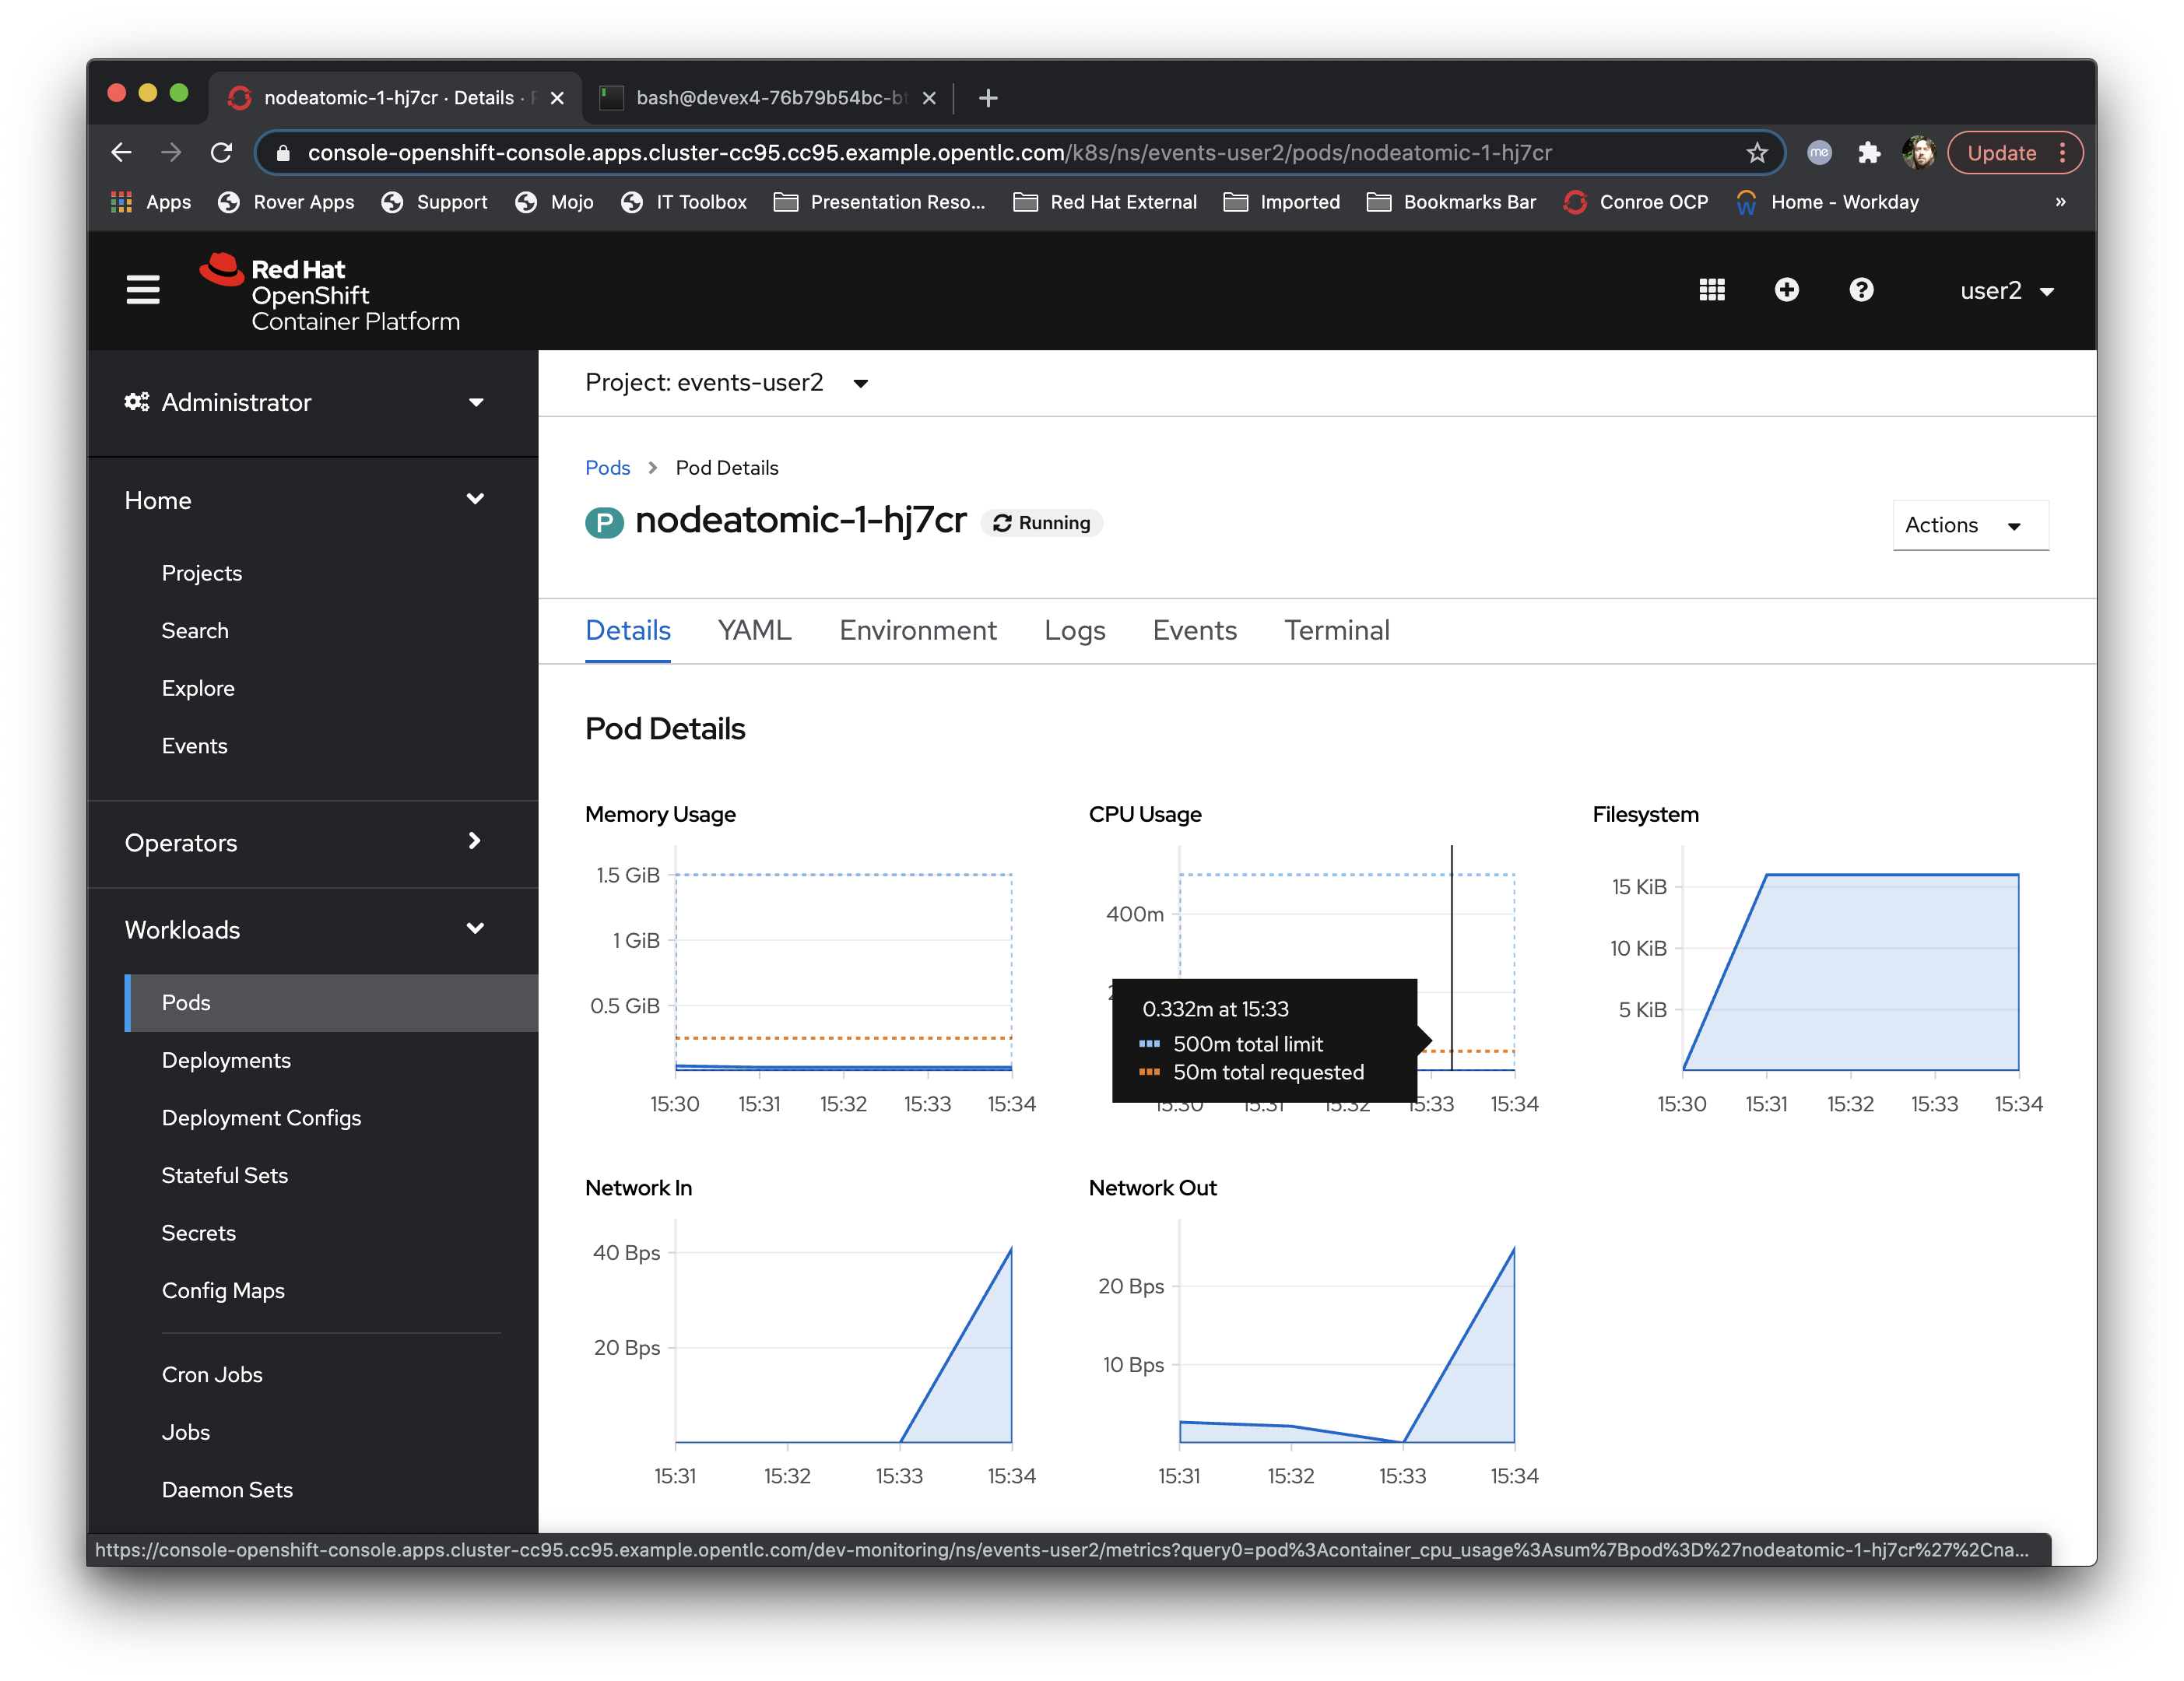 nodeatomic-1-hj7cr · Details ·
bash@devex4-76b79b54bc-bt
console-openshift-console.apps.cluster-cc95.cc95.example.opentlc.com/k8s/ns/events-user2/pods/nodeatomic-1-hj7cr
me
Update
Apps
Rover Apps
Support
Mojo
IT Toolbox
Presentation Reso...
Red Hat External
Imported
Bookmarks Bar
Conroe OCP
Home - Workday
»
Red Hat
OpenShift
Container Platform
user2
Administrator
Home
Projects
Search
Explore
Events
Operators
Workloads
Pods
Deployments
Deployment Configs
Stateful Sets
Secrets
Config Maps
Cron Jobs
Jobs
Daemon Sets
Project: events-user2
Pods > Pod Details
P nodeatomic-1-hj7cr Running
Actions
Details YAML Environment Logs Events Terminal
Pod Details
Memory Usage
1.5 GiB
1 GiB
0.5 GiB
15:30 15:31 15:32 15:33 15:34
CPU Usage
400m
0.332m at 15:33
500m total limit
50m total requested
15:30 15:31 15:32 15:33 15:34
Filesystem
15 KiB
10 KiB
5 KiB
15:30 15:31 15:32 15:33 15:34
Network In
40 Bps
20 Bps
15:31 15:32 15:33 15:34
Network Out
20 Bps
10 Bps
15:31 15:32 15:33 15:34
https://console-openshift-console.apps.cluster-cc95.cc95.example.opentlc.com/dev-monitoring/ns/events-user2/metrics?query0=pod%3Acontainer_cpu_usage%3Asum%7Bpod%3D%27nodeatomic-1-hj7cr%27%2Cna...